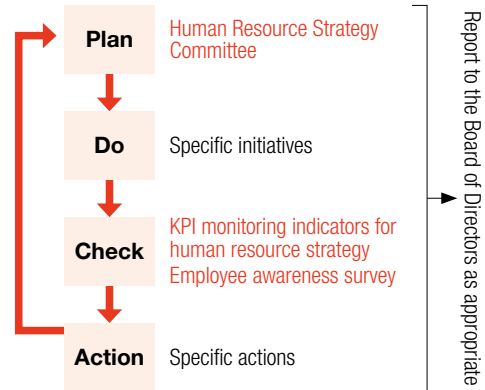 Plan
Human Resource Strategy
Committee
Do
Specific initiatives
Check
KPI monitoring indicators for
human resource strategy
Employee awareness survey
Action
Specific actions
Report to the Board of Directors as appropriate